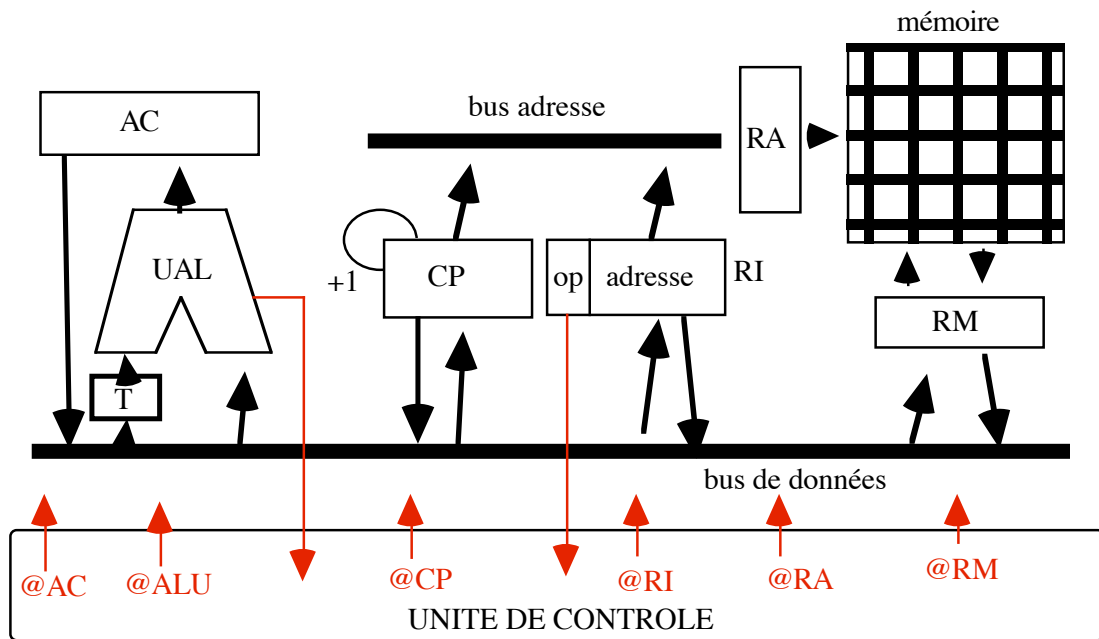 mémoire
AC
bus adresse
RA
UAL
+1
CP
op
adresse
RI
RM
T
bus de données
@AC
@ALU
@CP
@RI
@RA
@RM
UNITE DE CONTROLE